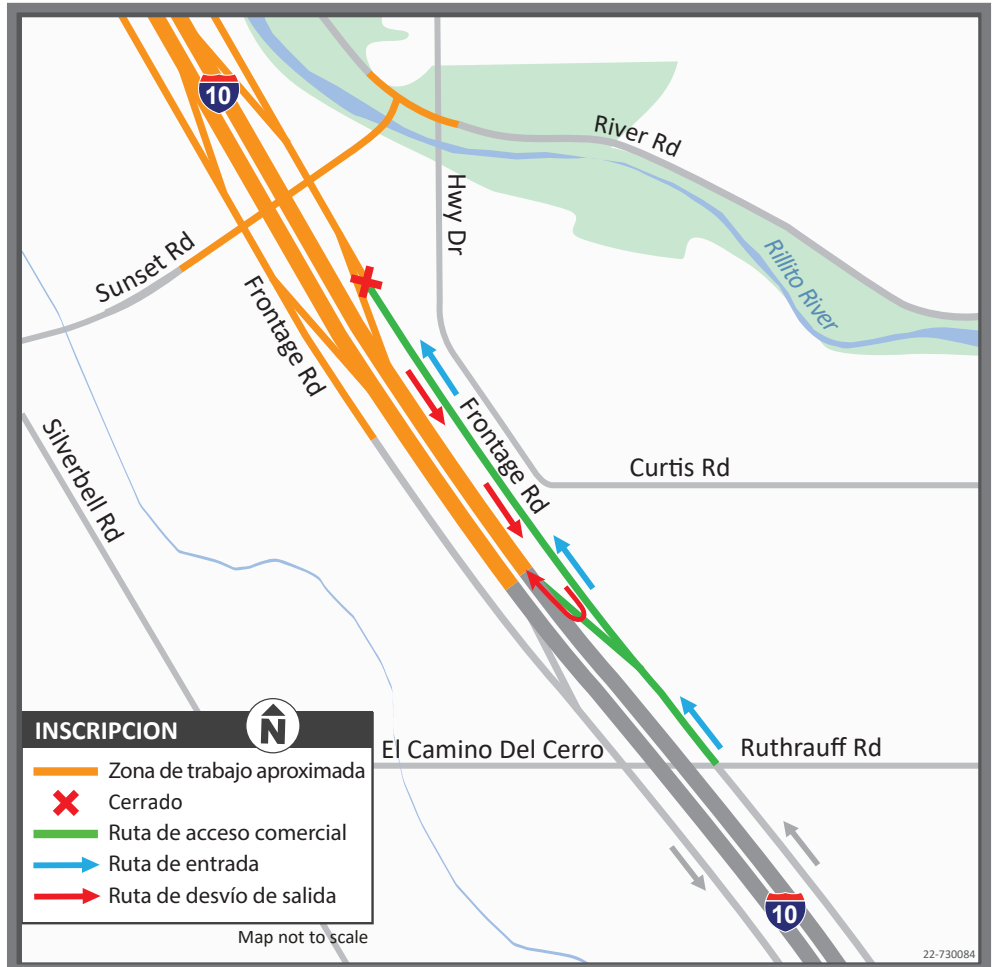 10
River Rd
Hwy Dr
Sunset Rd
Rillito River
Frontage Rd
Frontage Rd
Silverbell Rd
Curtis Rd
INSCRIPCION
N
Zona de trabajo aproximada
Cerrado
Ruta de acceso comercial
Ruta de entrada
Ruta de desvío de salida
El Camino Del Cerro
Ruthrauff Rd
10
Map not to scale
22-730084